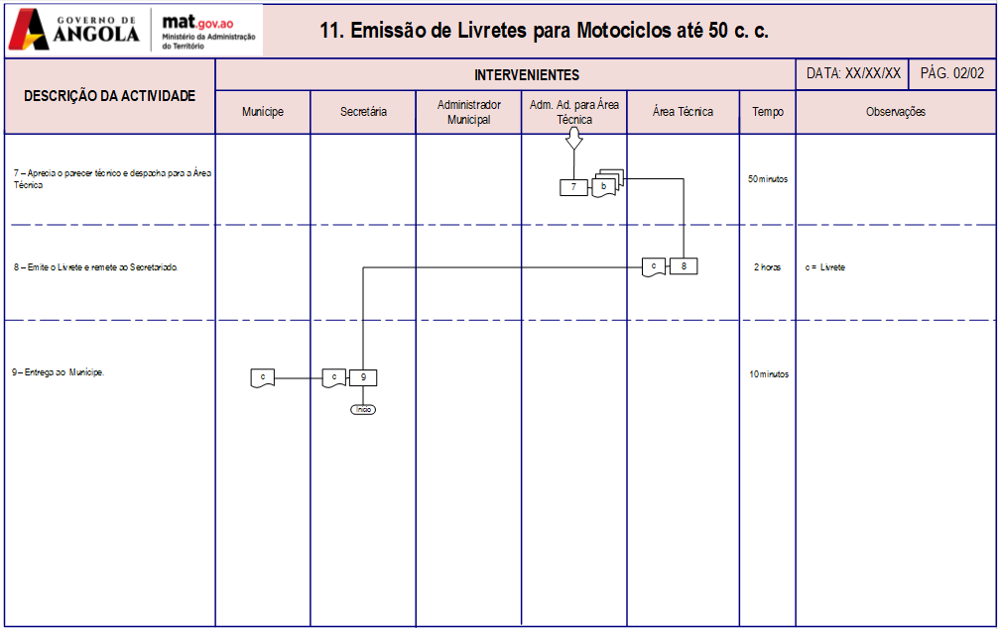 GOVERNO DE
ANGOLA
mat.gov.ao
Ministério da Administração
do Território
11. Emissão de Livretes para Motociclos até 50 c. c.
DESCRIÇÃO DA ACTIVIDADE
INTERVENIENTES
DATA: XX/XX/XX
PÁG. 02/02
Munícipe
Secretária
Administrador
Municipal
Adm. Ad. para Área
Técnica
Área Técnica
Tempo
Observações
7 – Aprecia o parecer técnico e despacha para a Área
Técnica
7
b
50 minutos
8 – Emite o Livrete e remete ao Secretariado.
c
8
2 horas
c = Livrete
9 – Entrega ao Munícipe.
c
c
9
10 minutos
Início